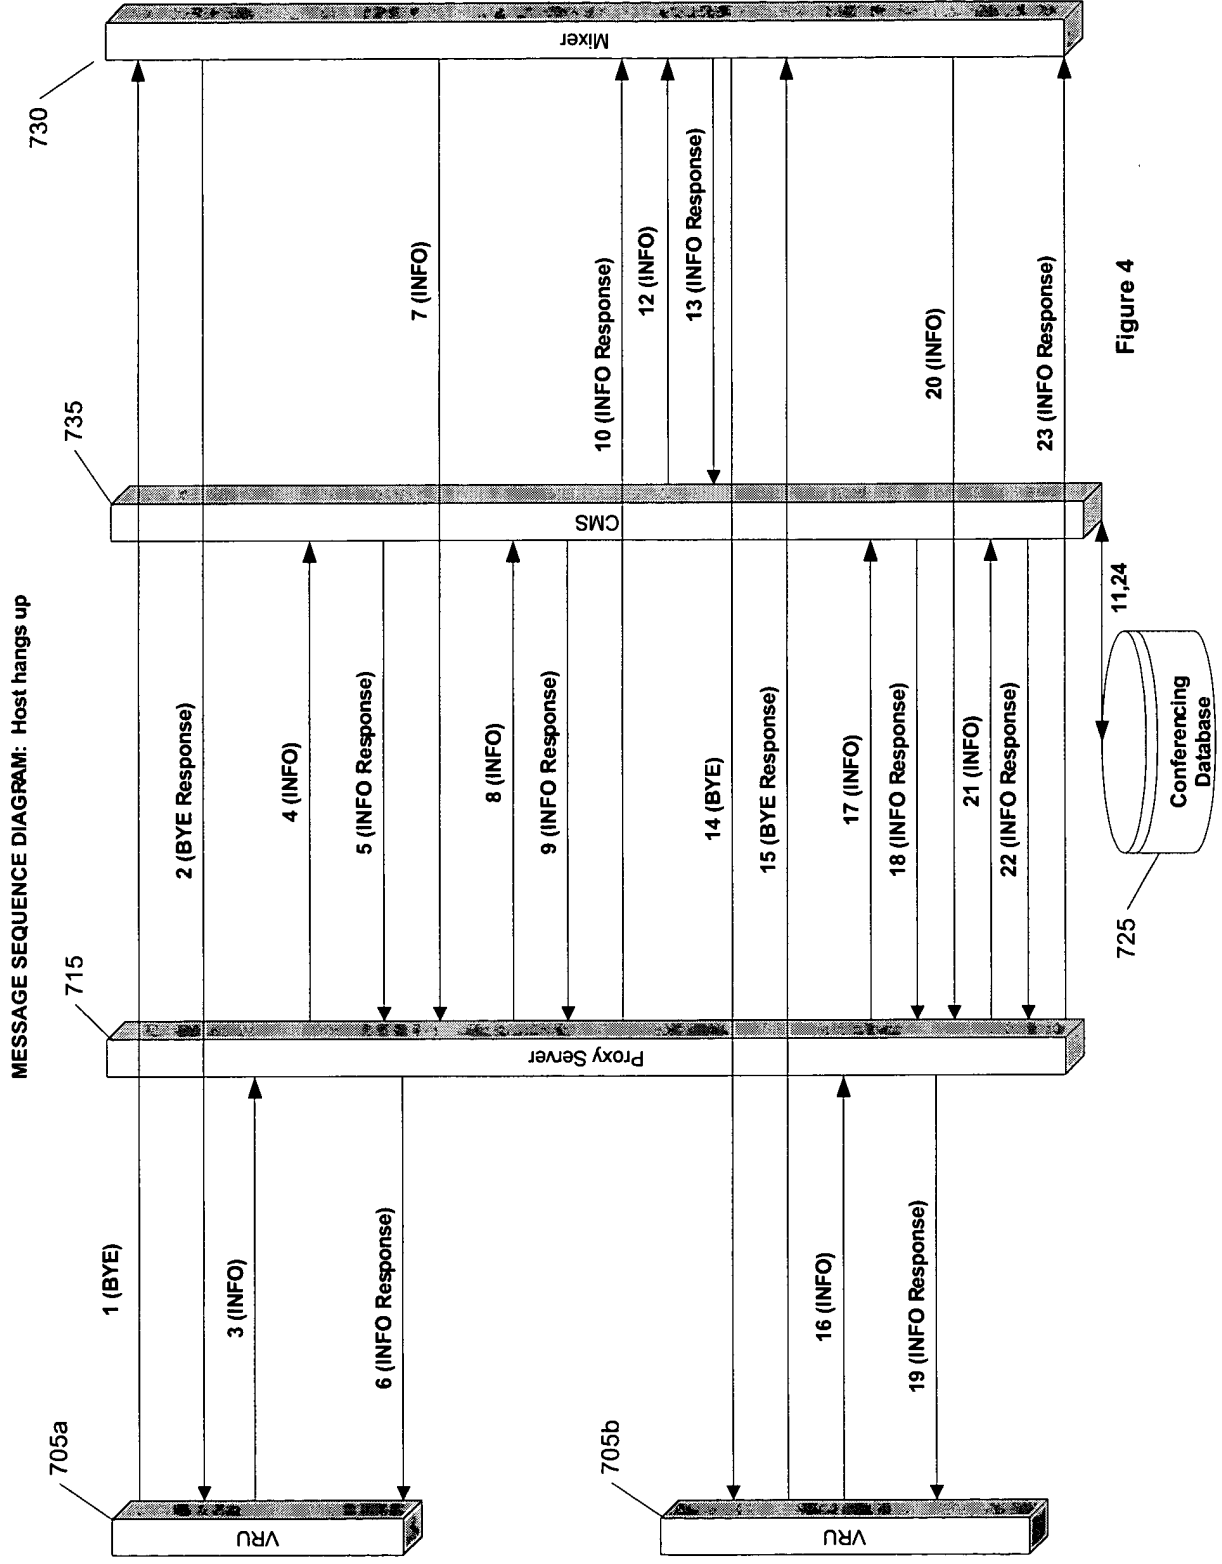 MESSAGE SEQUENCE DIAGRAM: Host hangs up
705a
715
735
730
VRU
Proxy Server
CMS
Mixer
1 (BYE)
2 (BYE Response)
3 (INFO)
4 (INFO)
5 (INFO Response)
6 (INFO Response)
7 (INFO)
8 (INFO)
9 (INFO Response)
10 (INFO Response)
12 (INFO)
13 (INFO Response)
705b
VRU
14 (BYE)
15 (BYE Response)
16 (INFO)
17 (INFO)
18 (INFO Response)
19 (INFO Response)
20 (INFO)
21 (INFO)
22 (INFO Response)
23 (INFO Response)
11,24
725
Conferencing
Database
Figure 4